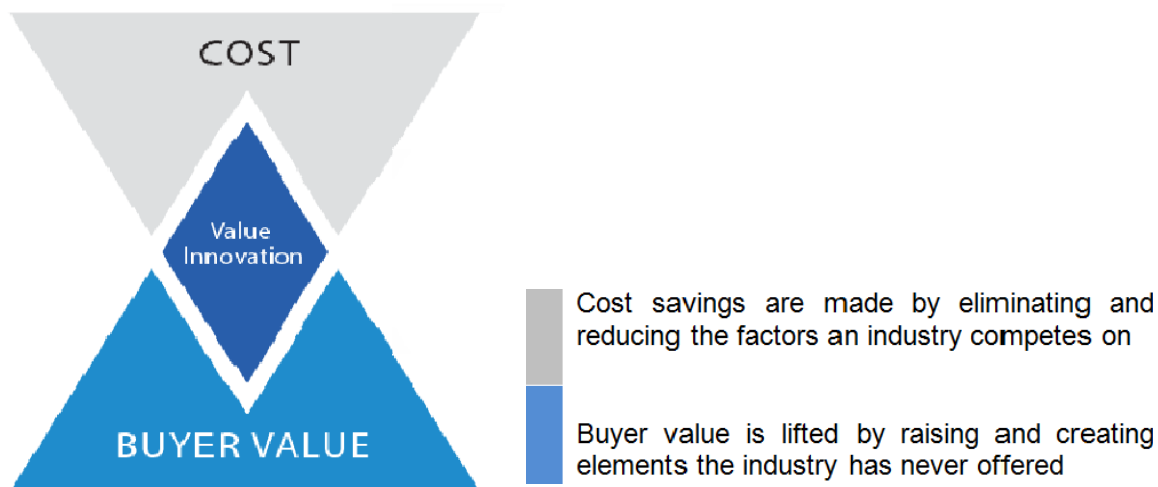 COST
Value
Innovation
BUYER VALUE
Cost savings are made by eliminating and
reducing the factors an industry competes on
Buyer value is lifted by raising and creating
elements the industry has never offered